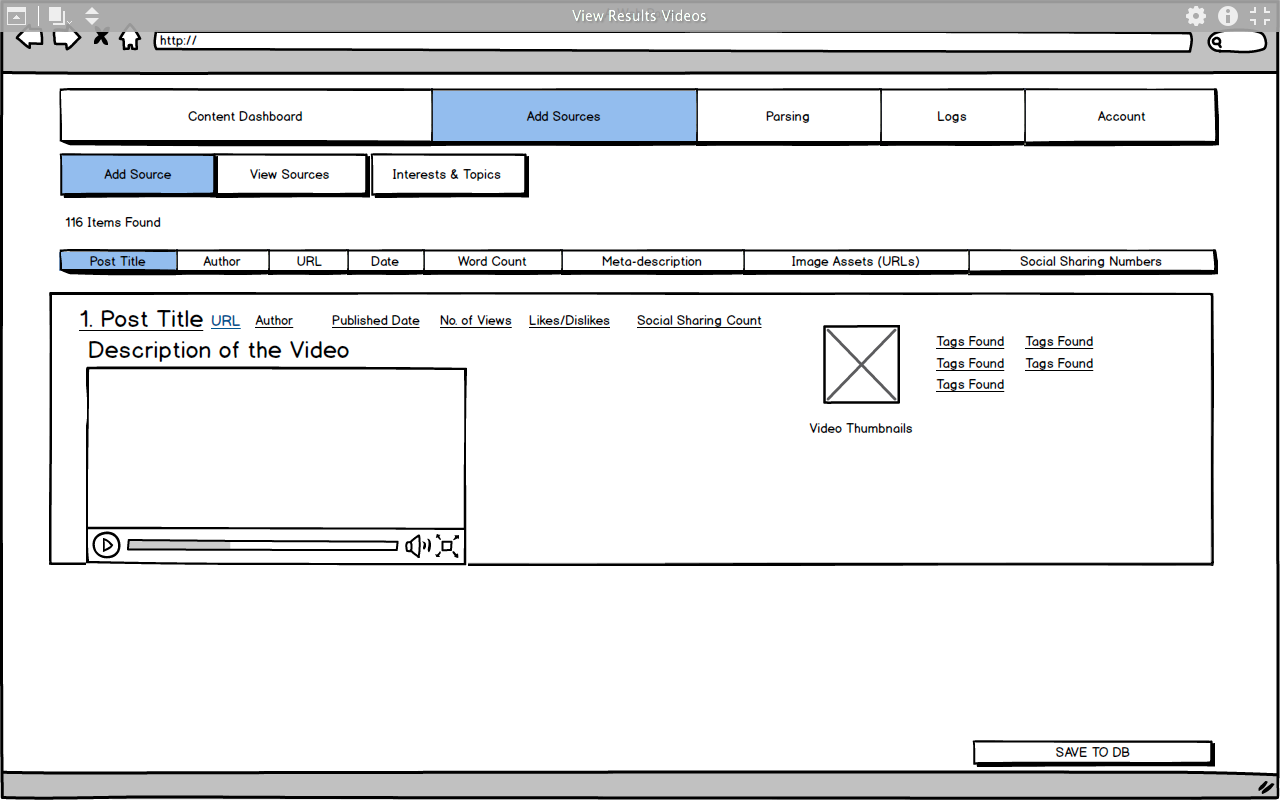 View Results Videos
http://
Content Dashboard Add Sources Parsing Logs Account
Add Source View Sources Interests & Topics
116 Items Found
Post Title Author URL Date Word Count Meta-description Image Assets (URLs) Social Sharing Numbers
1. Post Title URL Author Published Date No. of Views Likes/Dislikes Social Sharing Count
Description of the Video
Tags Found Tags Found
Tags Found Tags Found
Tags Found
Video Thumbnails
SAVE TO DB